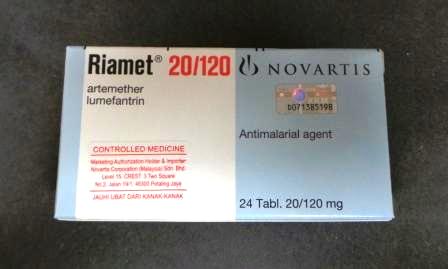 Riamet® 20/120
artemether
lumefantrin
CONTROLLED MEDICINE
Marketing Authorization Holder & Importer
Novartis Corporation (Malaysia) Sdn. Bhd.
Level 15, CREST, 3 Two Square
No.2, Jalan 19/1, 46300 Petaling Jaya
JAUHI UBAT DARI KANAK-KANAK
NOVARTIS
Antimalarial agent
24 Tabl. 20/120 mg